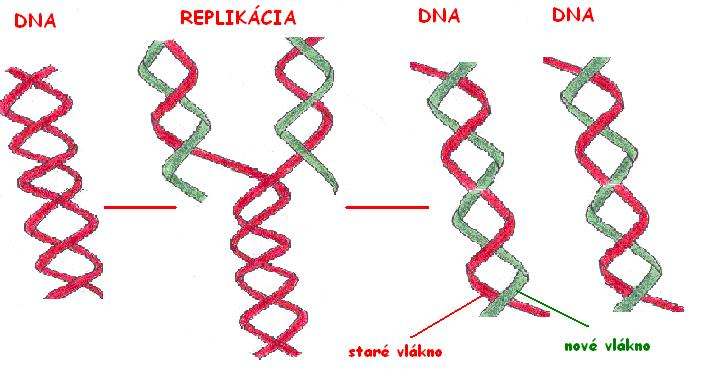 DNA
REPLIKÁCIA
DNA
DNA
staré vlákno
nové vlákno